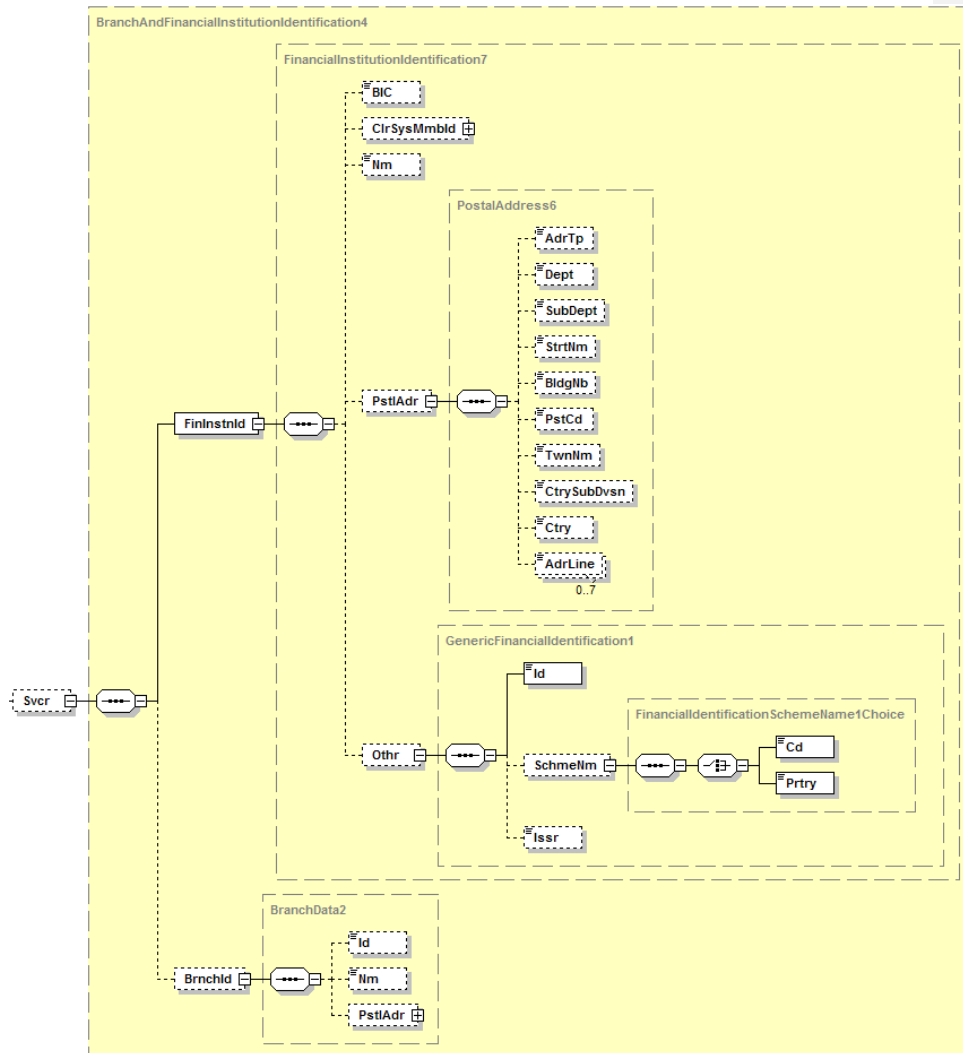 BranchAndFinancialInstitutionIdentification4
FinancialInstitutionIdentification7
BIC
ClrSysMmbId
Nm
PostalAddress6
AdrTp
Dept
SubDept
StrtNm
BldgNb
PstlAdr
PstCd
FinInstnId
TwnNm
CtrySubDvsn
Ctry
AdrLine
0..7
GenericFinancialIdentification1
Id
Svcr
FinancialIdentificationSchemeName1Choice
Othr
SchmeNm
Cd
Prtry
Issr
BranchData2
Id
BrnchId
Nm
PstlAdr